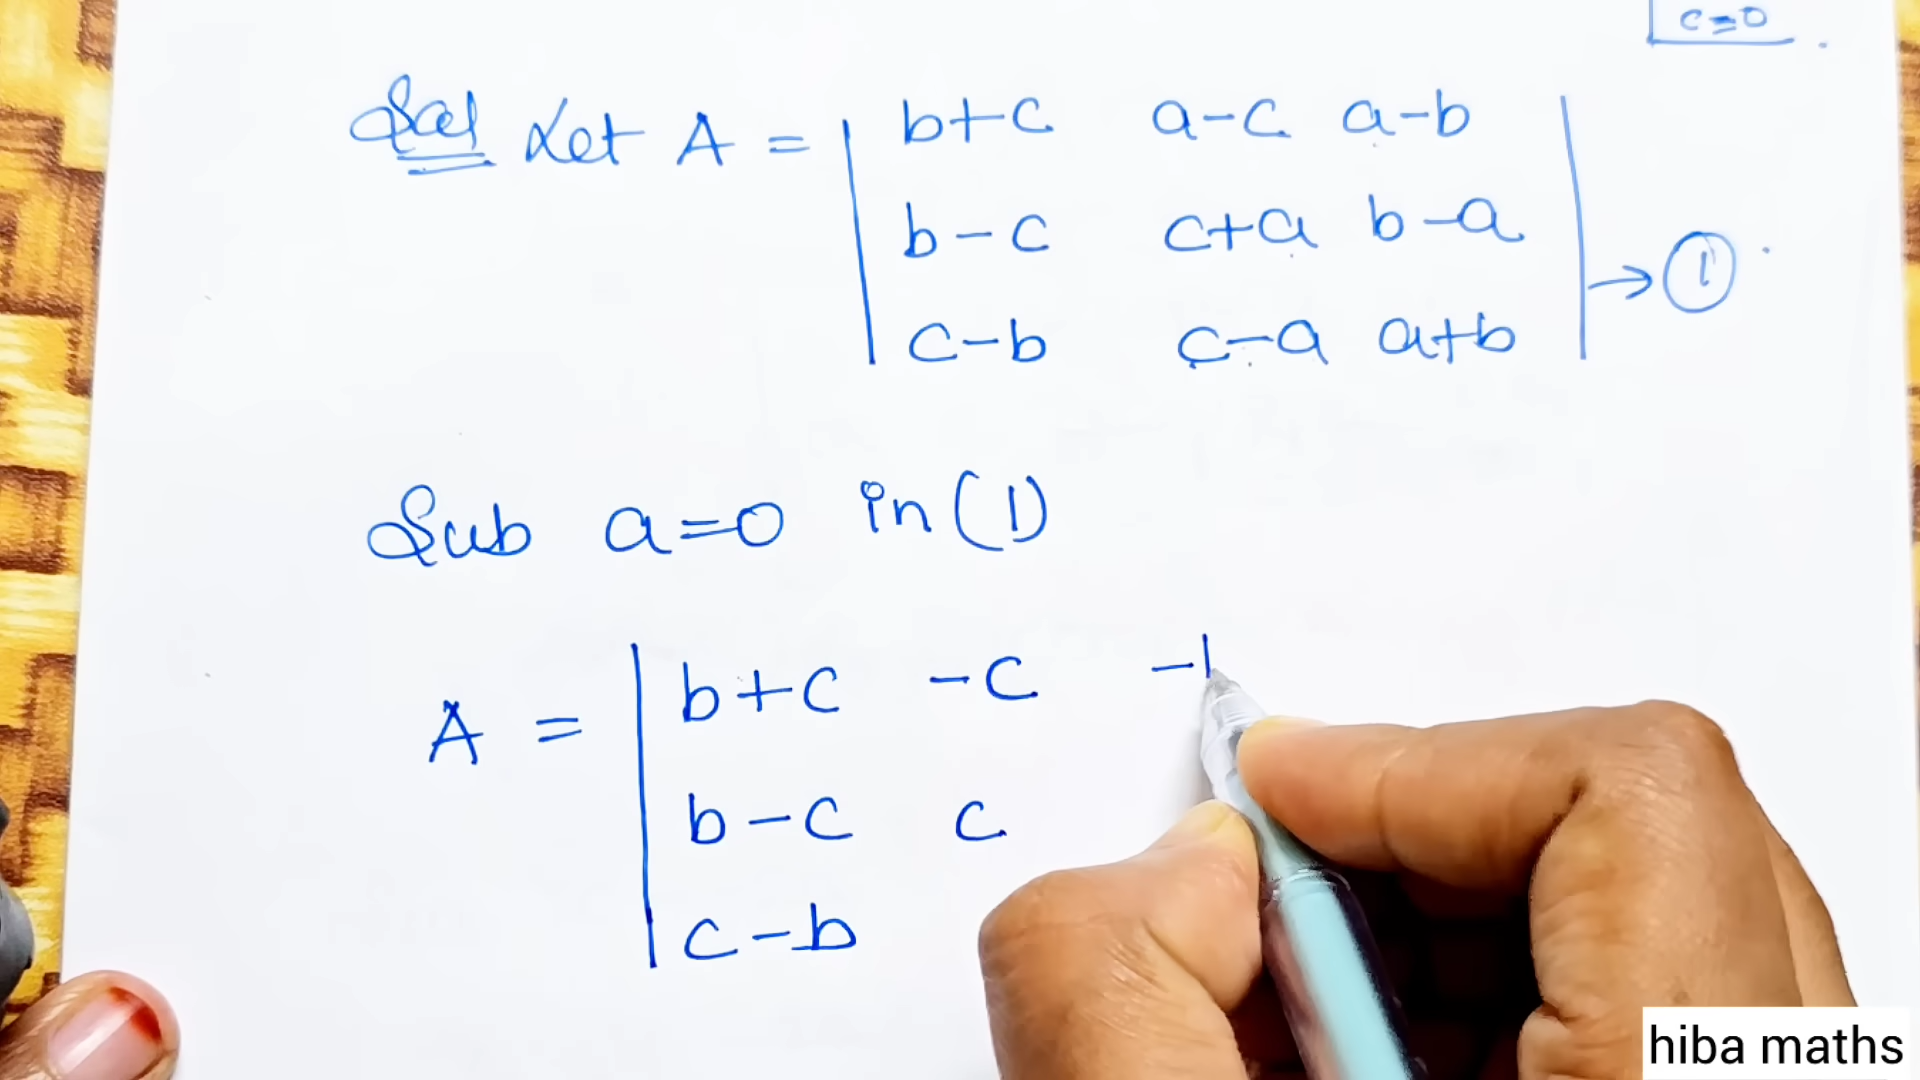 c=0
Sol Let A = | b+c a-c a-b |
b-c c+a b-a → (1)
c-b c-a a+b
Sub a=0 in (1)
A = | b+c -c -
b-c c
c-b
hiba maths